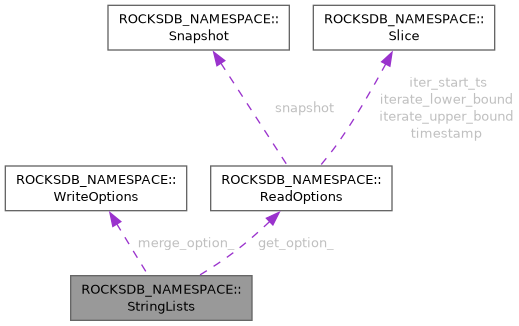 ROCKSDB_NAMESPACE::
Snapshot
ROCKSDB_NAMESPACE::
Slice
snapshot
iter_start_ts
iterate_lower_bound
iterate_upper_bound
timestamp
ROCKSDB_NAMESPACE::
WriteOptions
ROCKSDB_NAMESPACE::
ReadOptions
merge_option_
get_option_
ROCKSDB_NAMESPACE::
StringLists